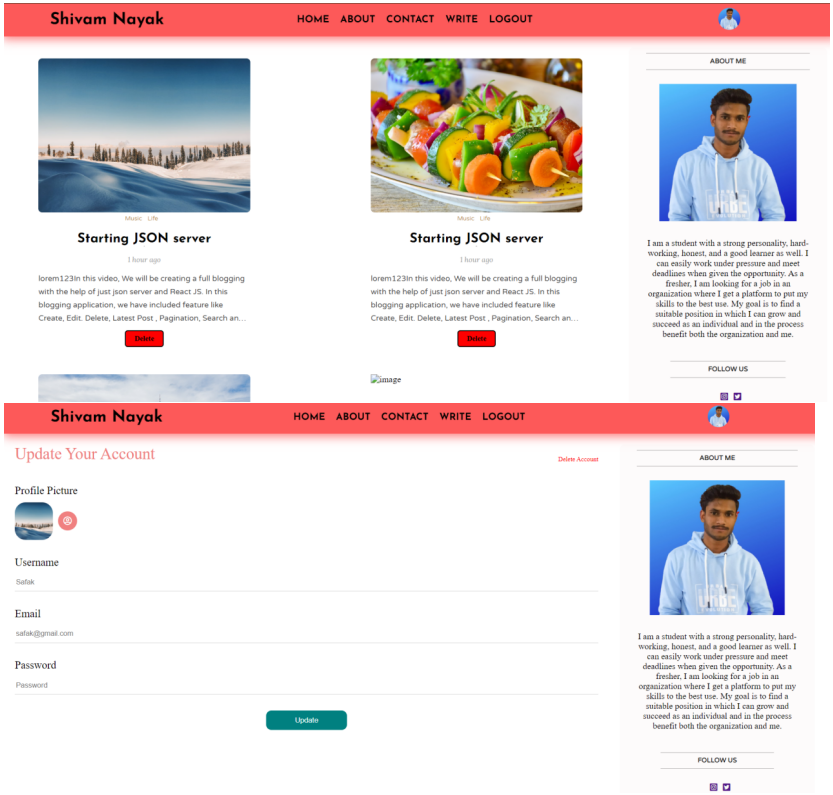 Shivam Nayak
HOME ABOUT CONTACT WRITE LOGOUT
Music Life
Starting JSON server
1 hour ago
lorem123In this video, We will be creating a full blogging
with the help of just json server and React JS. In this
blogging application, we have included feature like
Create, Edit. Delete, Latest Post , Pagination, Search an...
Delete
Music Life
Starting JSON server
1 hour ago
lorem123In this video, We will be creating a full blogging
with the help of just json server and React JS. In this
blogging application, we have included feature like
Create, Edit. Delete, Latest Post , Pagination, Search an...
Delete
image
ABOUT ME
I am a student with a strong personality, hard-
working, honest, and a good learner as well. I
can easily work under pressure and meet
deadlines when given the opportunity. As a
fresher, I am looking for a job in an
organization where I get a platform to put my
skills to the best use. My goal is to find a
suitable position in which I can grow and
succeed as an individual and in the process
benefit both the organization and me.
FOLLOW US
Shivam Nayak
HOME ABOUT CONTACT WRITE LOGOUT
Update Your Account
Delete Account
Profile Picture
Username
Safak
Email
safak@gmail.com
Password
Password
Update
ABOUT ME
I am a student with a strong personality, hard-
working, honest, and a good learner as well. I
can easily work under pressure and meet
deadlines when given the opportunity. As a
fresher, I am looking for a job in an
organization where I get a platform to put my
skills to the best use. My goal is to find a
suitable position in which I can grow and
succeed as an individual and in the process
benefit both the organization and me.
FOLLOW US